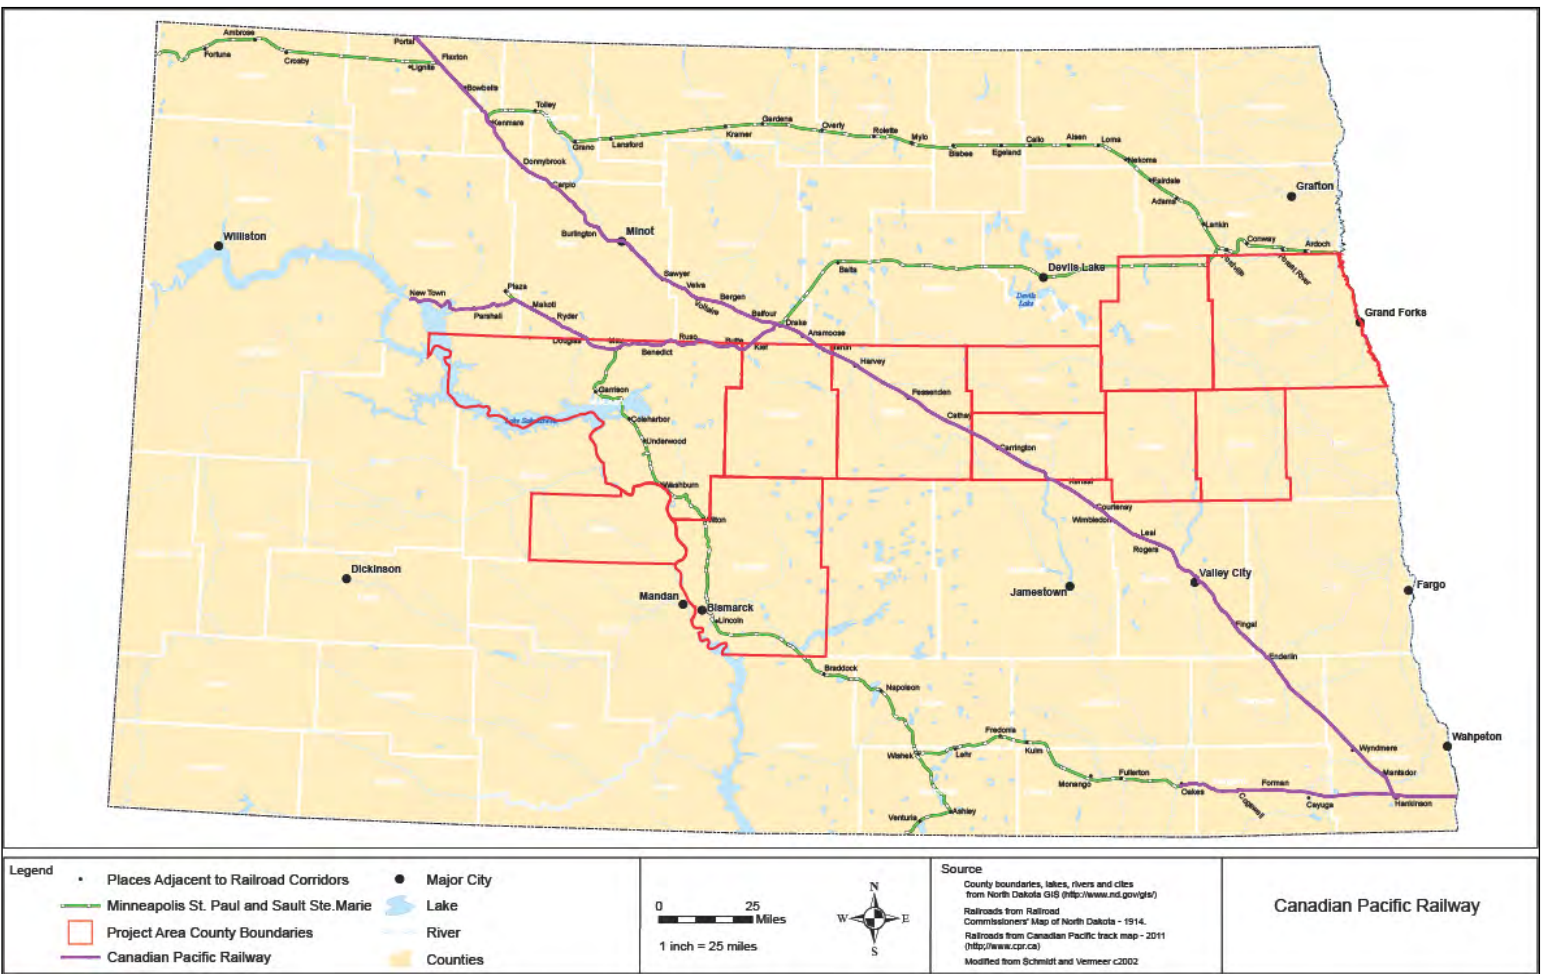 Ambrose
Portal
Fortuna
Crosby
Flaxton
Lignite
Bowbells
Tolley
Kenmare
Gardena
Overly
Kramer
Rolette
Mylo
Calio
Alsen
Loma
Grano
Lansford
Bisbee
Egeland
Nekoma
Donnybrook
Fairdale
Carpio
Grafton
Adams
Lankin
Burlington
Minot
Williston
Conway
Ardoch
Forest River
Sawyer
Balta
Devils Lake
Velva
Plaza
New Town
Bergen
Voltaire
Devils
Lake
Makoti
Parshall
Ryder
Balfour
Drake
Grand Forks
Anamoose
Douglas
Ruso
Butte
Kief
Benedict
Harvey
Garrison
Fessenden
Cathay
Coleharbor
Underwood
Carrington
Washburn
Wilton
Courtenay
Wimbledon
Leal
Rogers
Dickinson
Valley City
Fargo
Jamestown
Mandan
Bismarck
Lincoln
Fingal
Enderlin
Braddock
Napoleon
Fredonia
Wahpeton
Wishek
Lehr
Kulm
Wyndmere
Fullerton
Monango
Mantador
Forman
Oakes
Cogswell
Cayuga
Hankinson
Ashley
Venturia
Legend
Places Adjacent to Railroad Corridors
Minneapolis St. Paul and Sault Ste.Marie
Project Area County Boundaries
Canadian Pacific Railway
Major City
Lake
River
Counties
0 25
Miles
1 inch = 25 miles
N
W E
S
Source
County boundaries, lakes, rivers and cities
from North Dakota GIS (http://www.nd.gov/gis/)
Railroads from Railroad
Commissioners' Map of North Dakota - 1914.
Railroads from Canadian Pacific track map - 2011
(http://www.cpr.ca)
Modified from Schmidt and Vermeer c2002
Canadian Pacific Railway